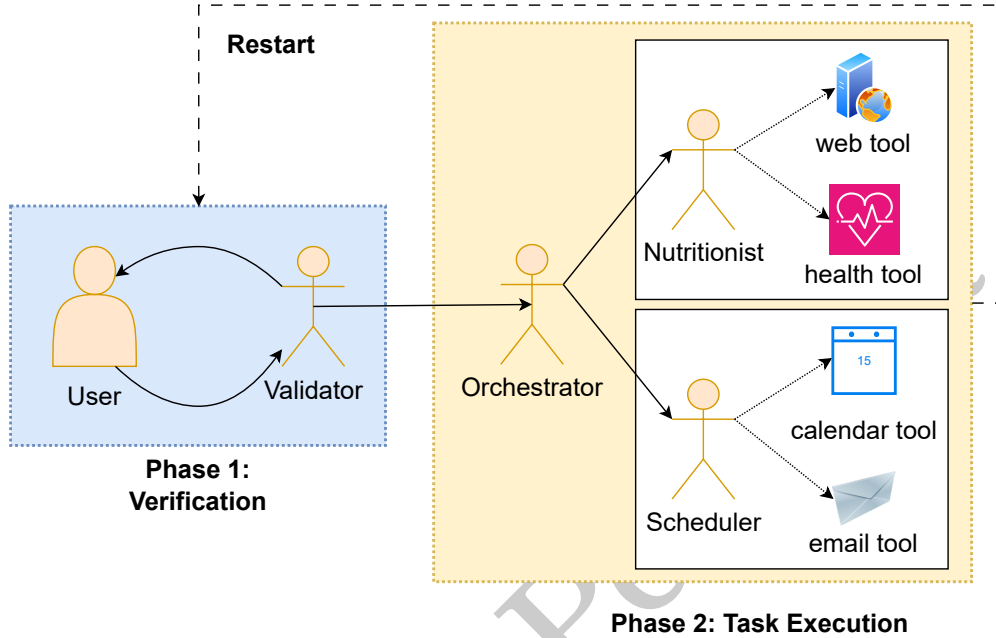 Restart
web tool
Nutritionist
health tool
User
Validator
Orchestrator
15
calendar tool
Scheduler
email tool
Phase 1:
Verification
Phase 2: Task Execution